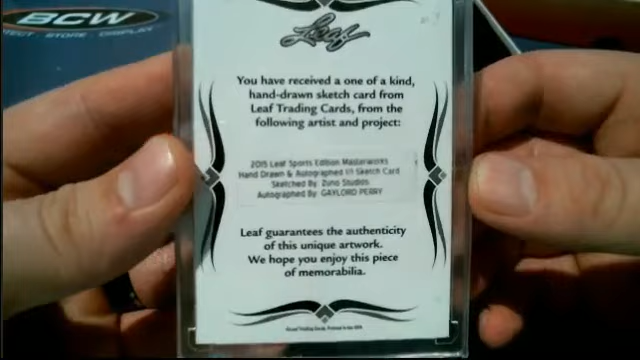 BCW
STORE
DISPLAY
Leaf
You have received a one of a kind,
hand-drawn sketch card from
Leaf Trading Cards, from the
following artist and project:
2015 Leaf Sports Edition Masterworks
Hand Drawn & Autographed 1/1 Sketch Card
Sketched By: Zuno Studios
Autographed By: GAYLORD PERRY
Leaf guarantees the authenticity
of this unique artwork.
We hope you enjoy this piece
of memorabilia.